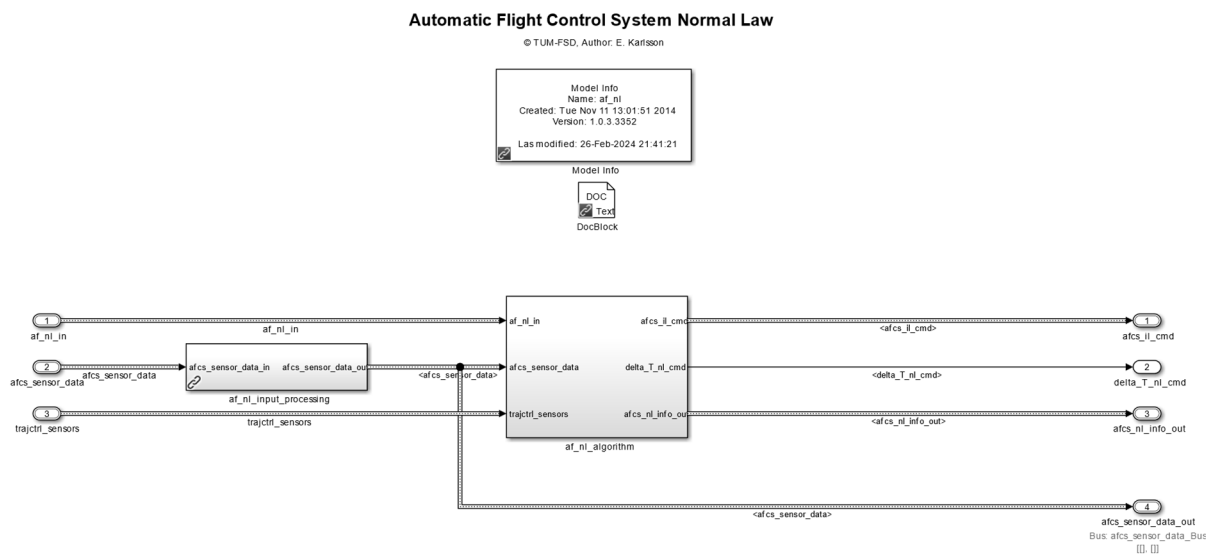 Automatic Flight Control System Normal Law
© TUM-FSD, Author: E. Karlsson
Model Info
Name: af_nl
Created: Tue Nov 11 13:01:51 2014
Version: 1.0.3.3352
Las modified: 26-Feb-2024 21:41:21
Model Info
DOC
Text
DocBlock
1
af_nl_in
af_nl_in
2
afcs_sensor_data
afcs_sensor_data
afcs_sensor_data_in
afcs_sensor_data_ou
af_nl_input_processing
<afcs_sensor_data>
3
trajctrl_sensors
trajctrl_sensors
af_nl_in
afcs_il_cmd
afcs_sensor_data
delta_T_nl_cmd
trajctrl_sensors
afcs_nl_info_out
af_nl_algorithm
<afcs_il_cmd>
1
afcs_il_cmd
<delta_T_nl_cmd>
2
delta_T_nl_cmd
<afcs_nl_info_out>
3
afcs_nl_info_out
<afcs_sensor_data>
4
afcs_sensor_data_out
Bus: afcs_sensor_data_Bus
[[], []]